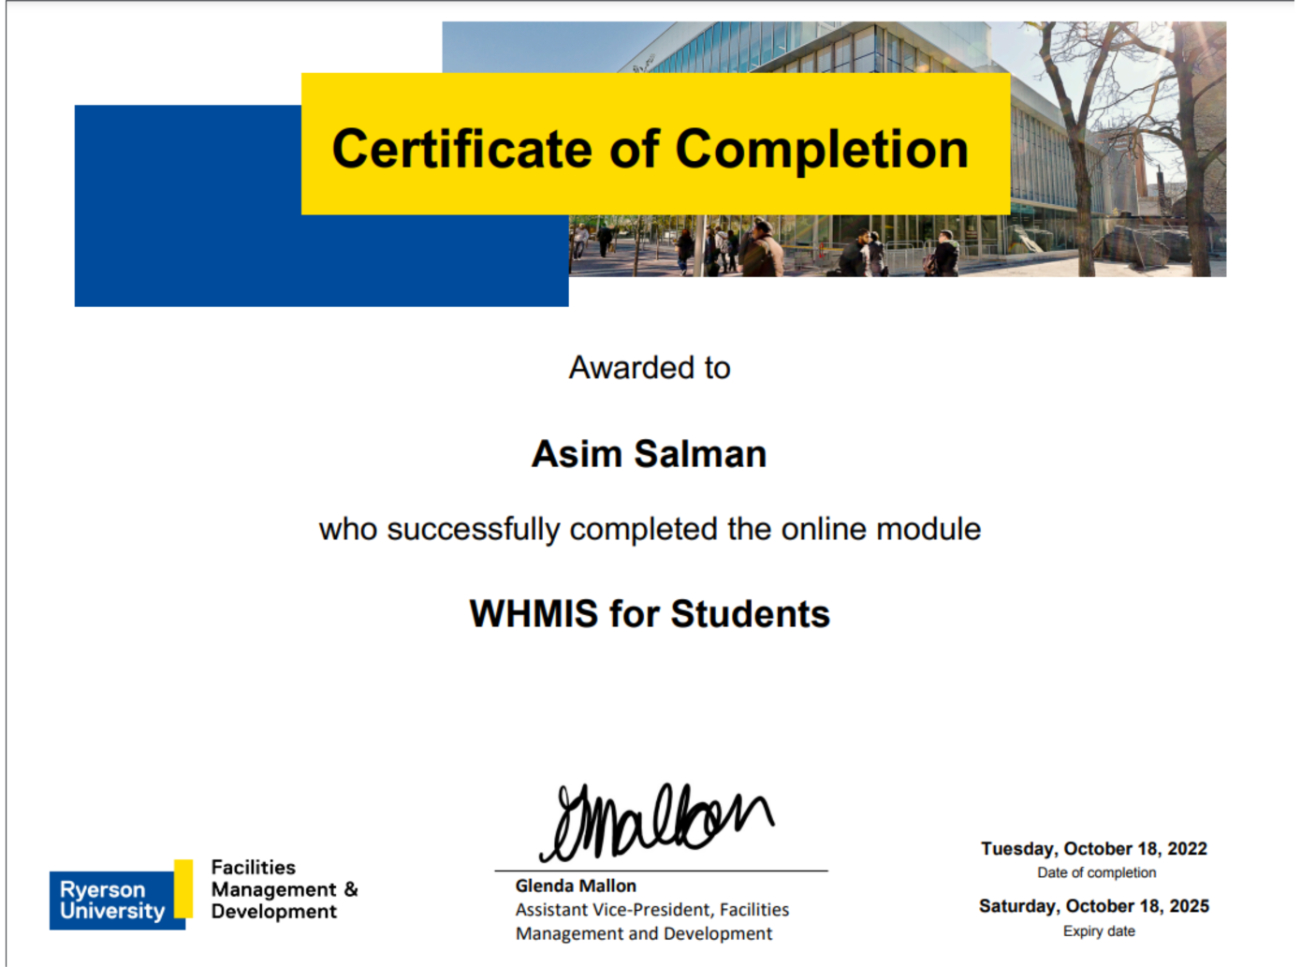 Certificate of Completion
Awarded to
Asim Salman
who successfully completed the online module
WHMIS for Students
Ryerson
University
Facilities
Management &
Development
Glenda Mallon
Assistant Vice-President, Facilities
Management and Development
Tuesday, October 18, 2022
Date of completion
Saturday, October 18, 2025
Expiry date